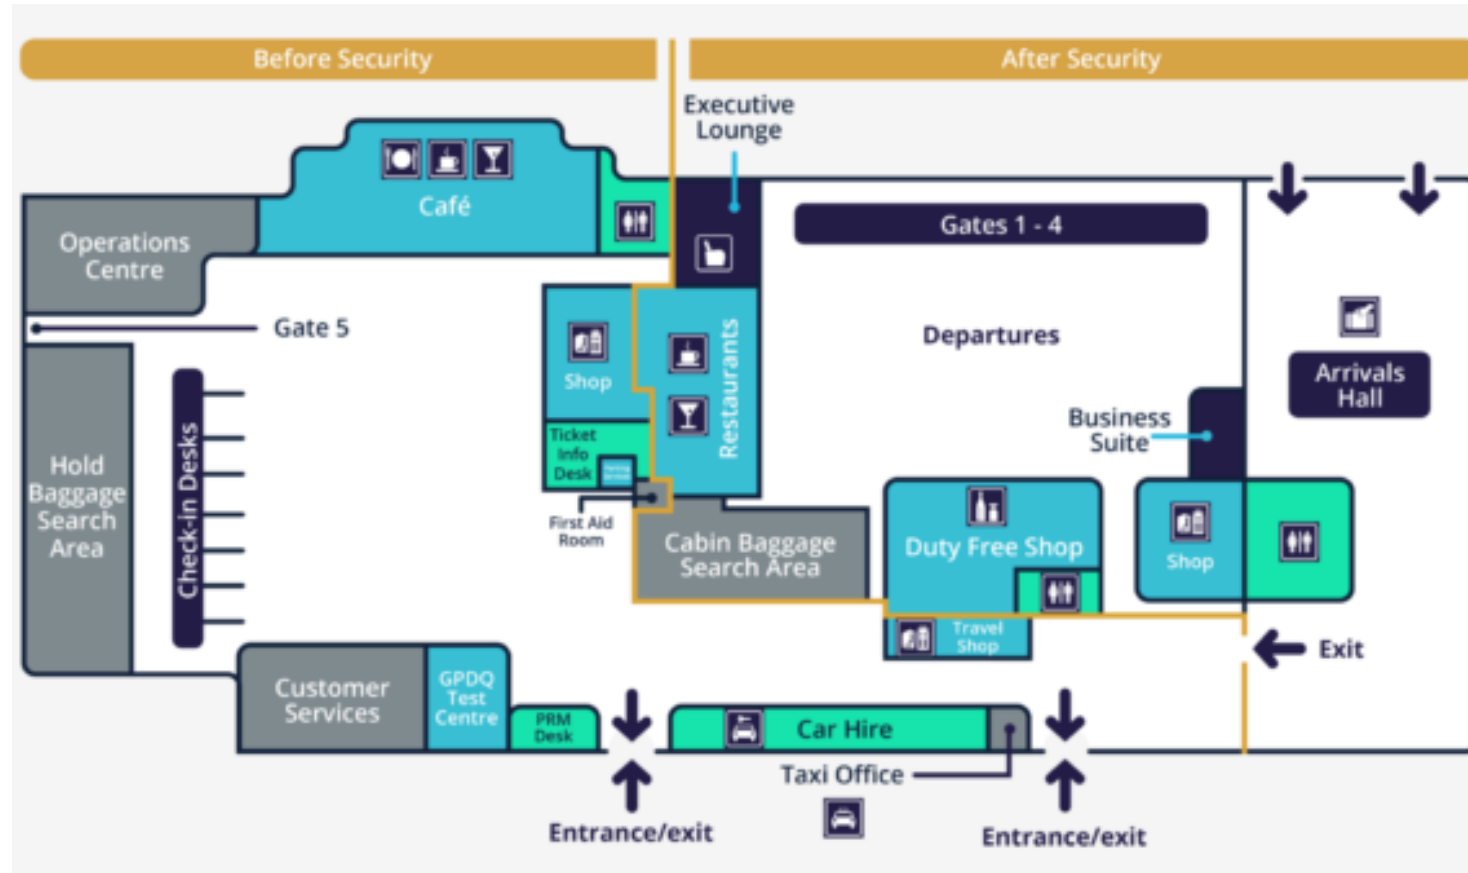 Before Security
After Security
Executive
Lounge
Café
Operations
Centre
Gates 1 - 4
Gate 5
Shop
Restaurants
Departures
Arrivals
Hall
Business
Suite
Ticket
Info
Desk
Hold
Baggage
Search
Area
Check-in Desks
First Aid
Room
Cabin Baggage
Search Area
Duty Free Shop
Shop
Travel
Shop
Exit
Customer
Services
GPDQ
Test
Centre
PRM
Desk
Car Hire
Taxi Office
Entrance/exit
Entrance/exit